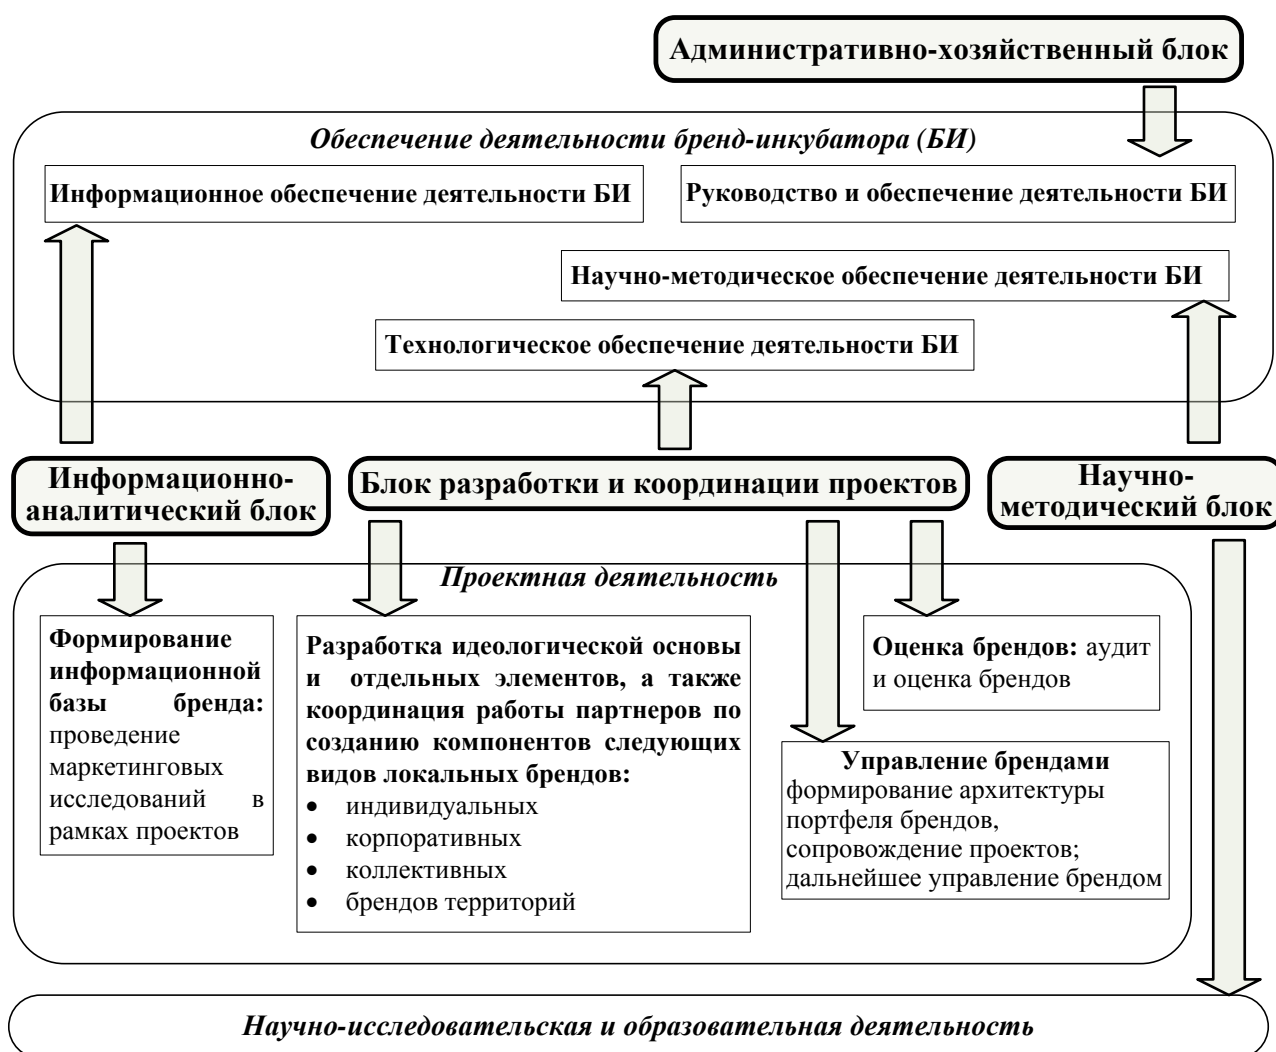 Административно-хозяйственный блок
Обеспечение деятельности бренд-инкубатора (БИ)
Информационное обеспечение деятельности БИ
Руководство и обеспечение деятельности БИ
Научно-методическое обеспечение деятельности БИ
Технологическое обеспечение деятельности БИ
Информационно-
аналитический блок
Блок разработки и координации проектов
Научно-
методический блок
Проектная деятельность
Формирование
информационной
базы бренда:
проведение
маркетинговых
исследований в
рамках проектов
Разработка идеологической основы
и отдельных элементов, а также
координация работы партнеров по
созданию компонентов следующих
видов локальных брендов:
• индивидуальных
• корпоративных
• коллективных
• брендов территорий
Оценка брендов: аудит
и оценка брендов
Управление брендами
формирование архитектуры
портфеля брендов,
сопровождение проектов;
дальнейшее управление брендом
Научно-исследовательская и образовательная деятельность